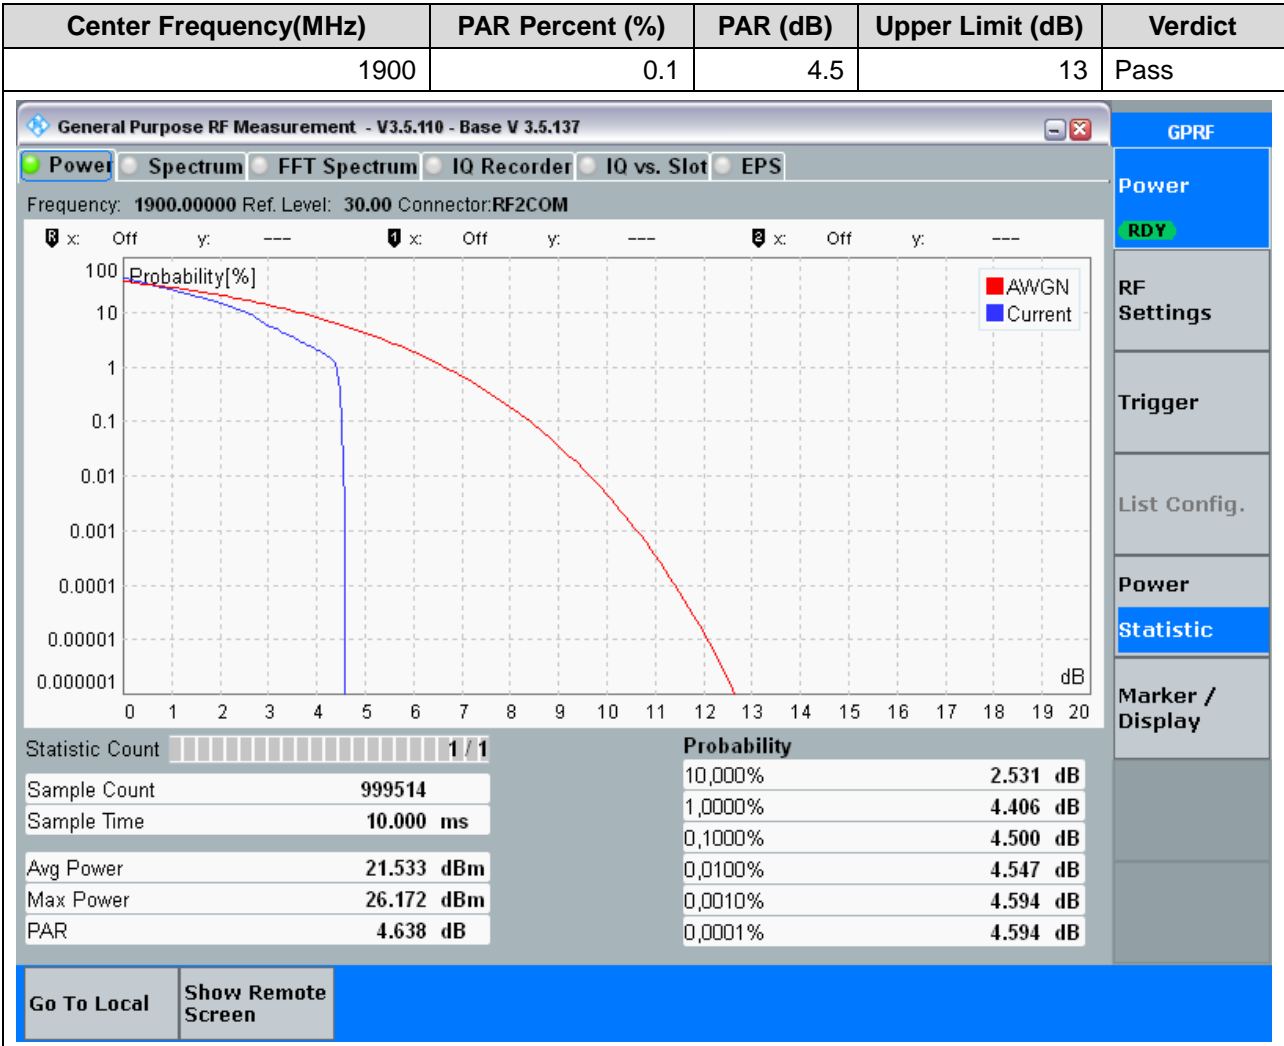 Center Frequency(MHz) PAR Percent (%) PAR (dB) Upper Limit (dB) Verdict
1900 0.1 4.5 13 Pass
General Purpose RF Measurement - V3.5.110 - Base V 3.5.137
GPRF
Power Spectrum FFT Spectrum IQ Recorder IQ vs. Slot EPS
Frequency: 1900.00000 Ref. Level: 30.00 Connector:RF2COM
R x: Off y: --- 1 x: Off y: --- 2 x: Off y: ---
Probability[%]
AWGN
Current
100
10
1
0.1
0.01
0.001
0.0001
0.00001
0.000001
dB
0 1 2 3 4 5 6 7 8 9 10 11 12 13 14 15 16 17 18 19 20
Statistic Count 1 / 1
Sample Count 999514
Sample Time 10.000 ms
Avg Power 21.533 dBm
Max Power 26.172 dBm
PAR 4.638 dB
Probability
10,000% 2.531 dB
1,0000% 4.406 dB
0,1000% 4.500 dB
0,0100% 4.547 dB
0,0010% 4.594 dB
0,0001% 4.594 dB
Power
RDY
RF
Settings
Trigger
List Config.
Power
Statistic
Marker /
Display
Go To Local
Show Remote
Screen